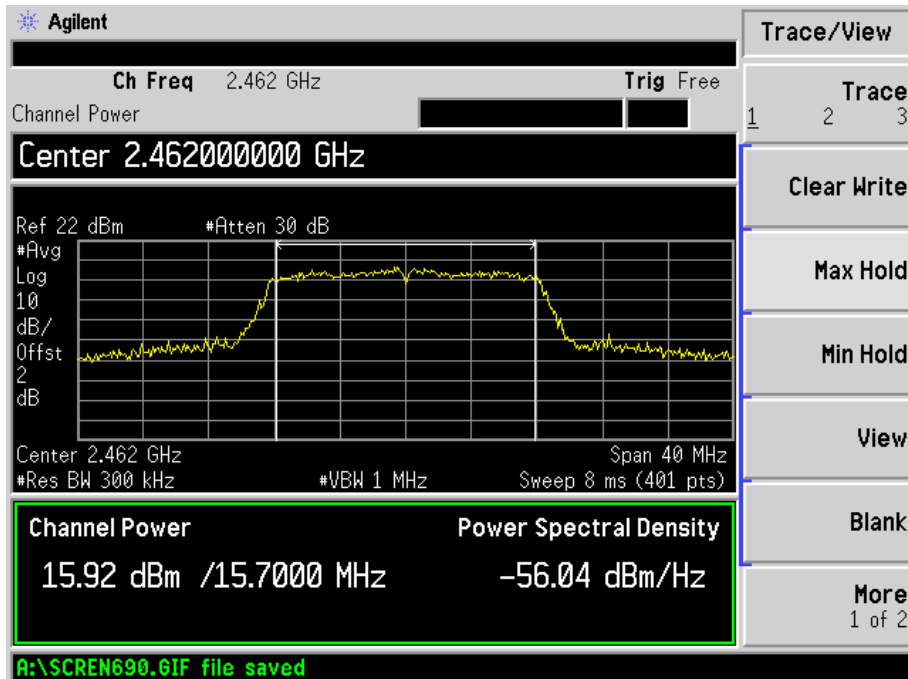 Agilent
Ch Freq 2.462 GHz Trig Free
Channel Power
Center 2.462000000 GHz
Ref 22 dBm #Atten 30 dB
#Avg
Log
10
dB/
Offst
2
dB
Center 2.462 GHz Span 40 MHz
#Res BW 300 kHz #VBW 1 MHz Sweep 8 ms (401 pts)
Channel Power Power Spectral Density
15.92 dBm /15.7000 MHz -56.04 dBm/Hz
A:\SCREN690.GIF file saved
Trace/View
Trace
1 2 3
Clear Write
Max Hold
Min Hold
View
Blank
More
1 of 2